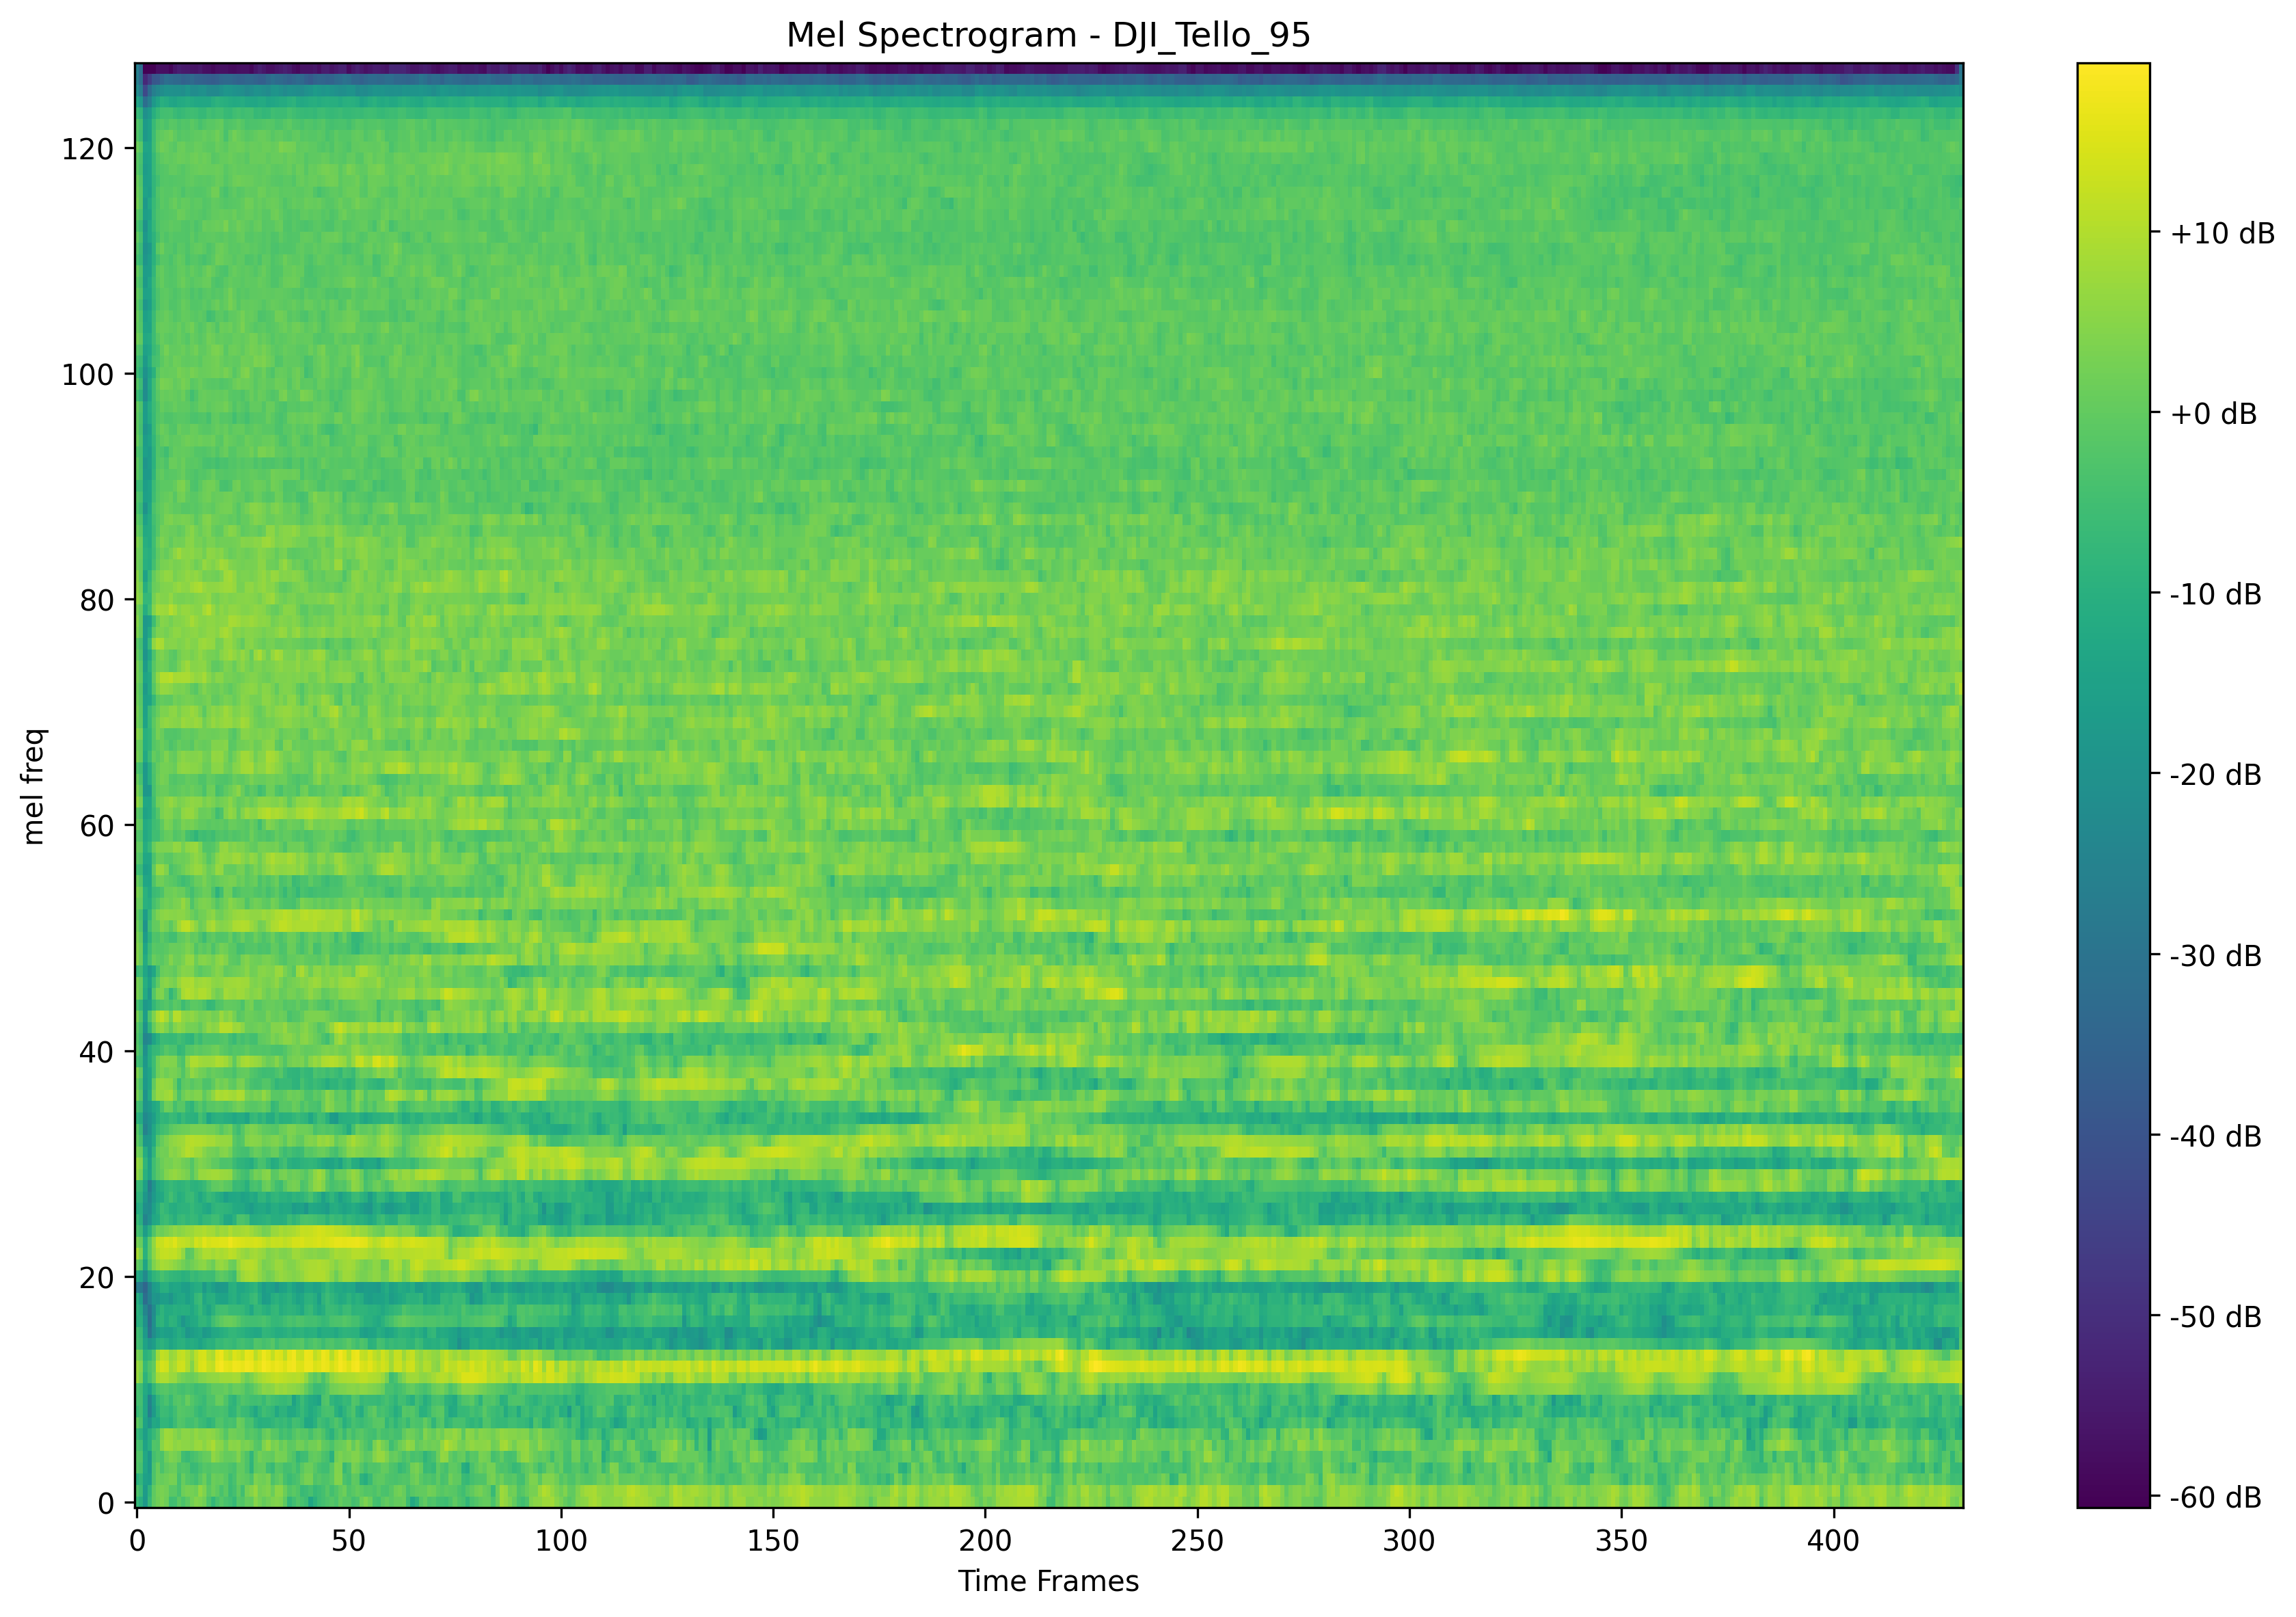 Mel Spectrogram - DJI_Tello_95
mel freq
120
100
80
60
40
20
0
0 50 100 150 200 250 300 350 400
Time Frames
+10 dB
+0 dB
-10 dB
-20 dB
-30 dB
-40 dB
-50 dB
-60 dB